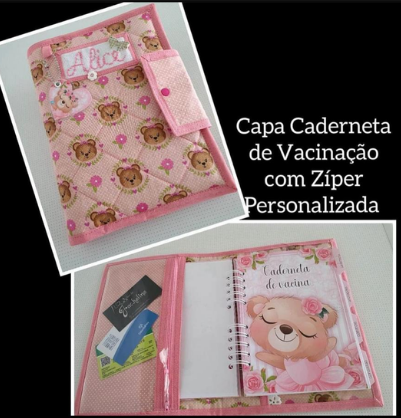 Alice
Capa Caderneta
de Vacinação
com Zíper
Personalizada
Caderneta
de vacina